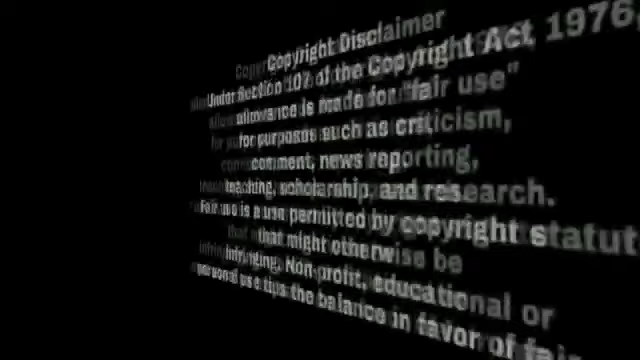 Copyright Disclaimer
Under Section 107 of the Copyright Act 1976,
allowance is made for "fair use"
for purposes such as criticism,
comment, news reporting,
teaching, scholarship, and research.
Fair use is a use permitted by copyright statut
that might otherwise be
infringing. Non-profit, educational or
personal use tips the balance in favor of fair